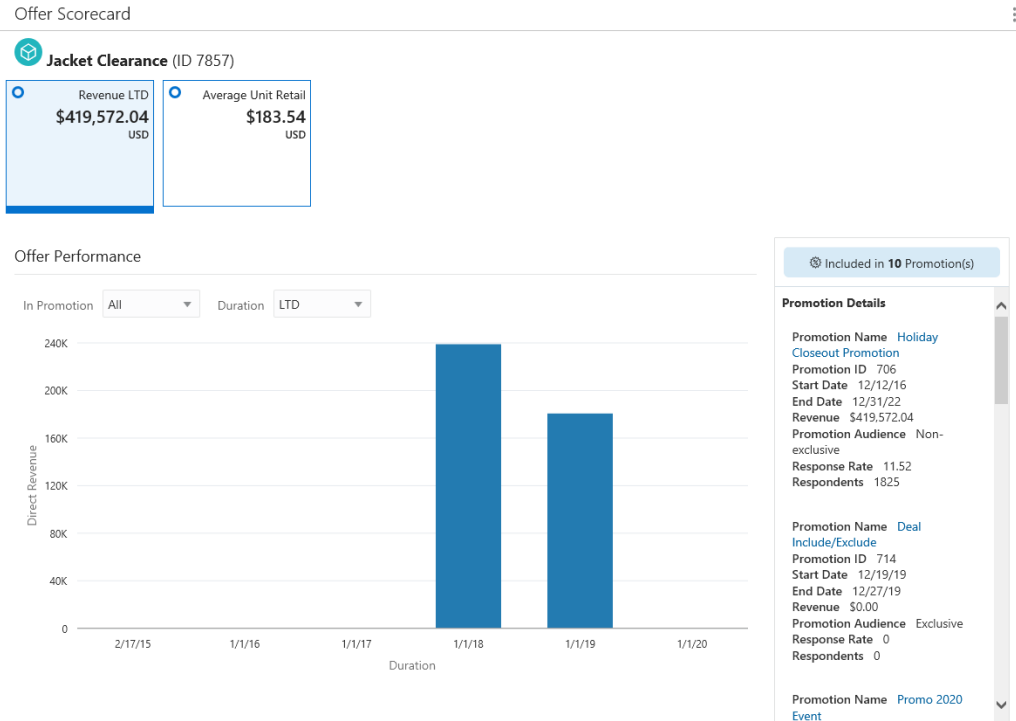 Offer Scorecard
Jacket Clearance (ID 7857)
Revenue LTD
$419,572.04
USD
Average Unit Retail
$183.54
USD
Offer Performance
In Promotion All
Duration LTD
240K
200K
160K
120K
80K
40K
0
Direct Revenue
2/17/15 1/1/16 1/1/17 1/1/18 1/1/19 1/1/20
Duration
Included in 10 Promotion(s)
Promotion Details
Promotion Name Holiday
Closeout Promotion
Promotion ID 706
Start Date 12/12/16
End Date 12/31/22
Revenue $419,572.04
Promotion Audience Non-
exclusive
Response Rate 11.52
Respondents 1825
Promotion Name Deal
Include/Exclude
Promotion ID 714
Start Date 12/19/19
End Date 12/27/19
Revenue $0.00
Promotion Audience Exclusive
Response Rate 0
Respondents 0
Promotion Name Promo 2020
Event